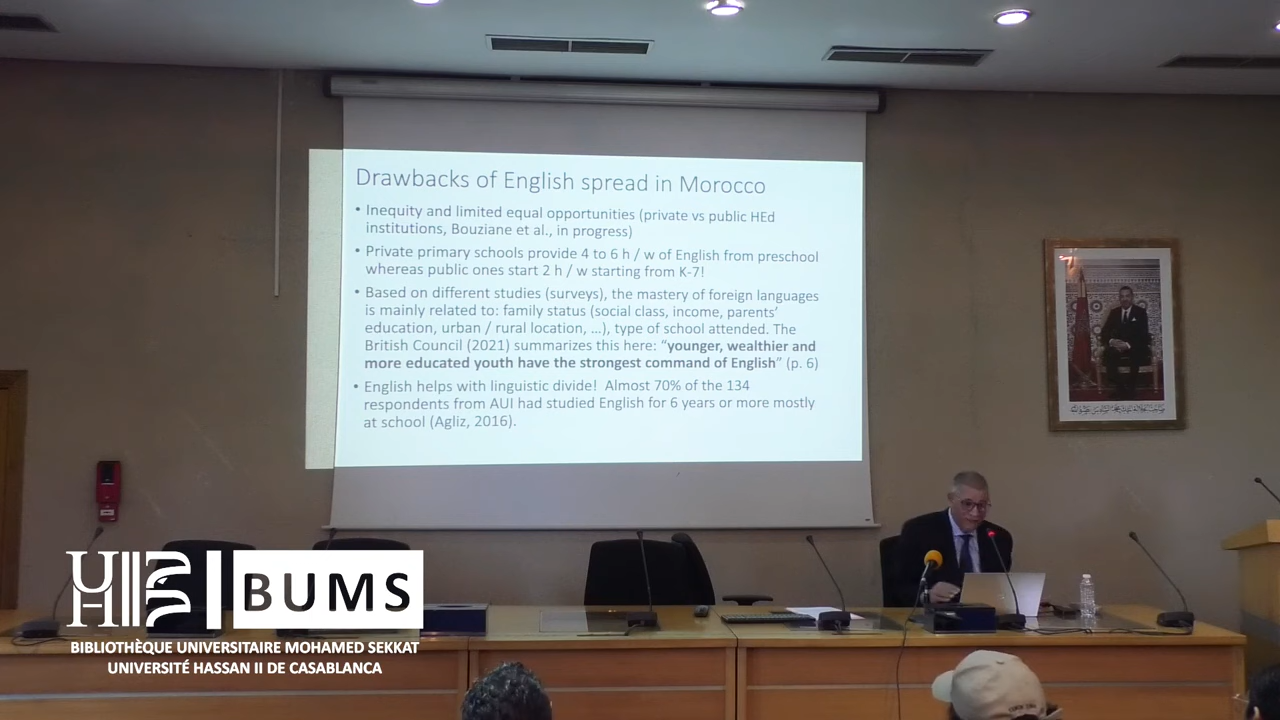 Drawbacks of English spread in Morocco
• Inequity and limited equal opportunities (private vs public HEd
institutions, Bouziane et al., in progress)
• Private primary schools provide 4 to 6 h / w of English from preschool
whereas public ones start 2 h / w starting from K-7!
• Based on different studies (surveys), the mastery of foreign languages
is mainly related to: family status (social class, income, parents'
education, urban / rural location, ...), type of school attended. The
British Council (2021) summarizes this here: “younger, wealthier and
more educated youth have the strongest command of English” (p. 6)
• English helps with linguistic divide! Almost 70% of the 134
respondents from AUI had studied English for 6 years or more mostly
at school (Agliz, 2016).
BUMS
BIBLIOTHÈQUE UNIVERSITAIRE MOHAMED SEKKAT
UNIVERSITÉ HASSAN II DE CASABLANCA